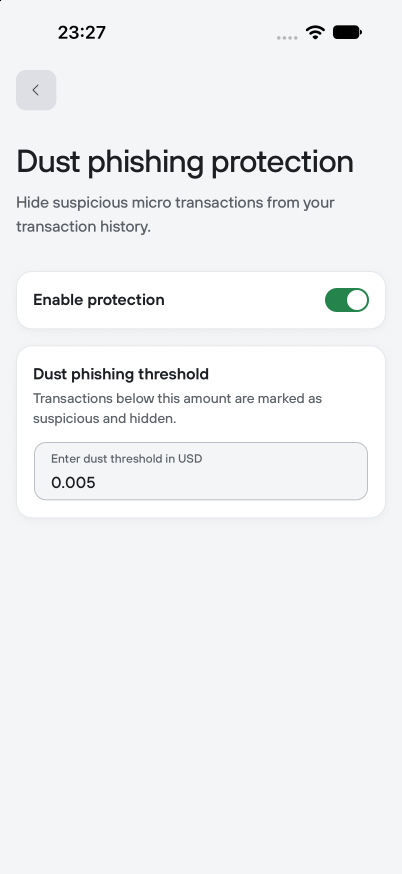 23:27
Dust phishing protection
Hide suspicious micro transactions from your
transaction history.
Enable protection
Dust phishing threshold
Transactions below this amount are marked as
suspicious and hidden.
Enter dust threshold in USD
0.005